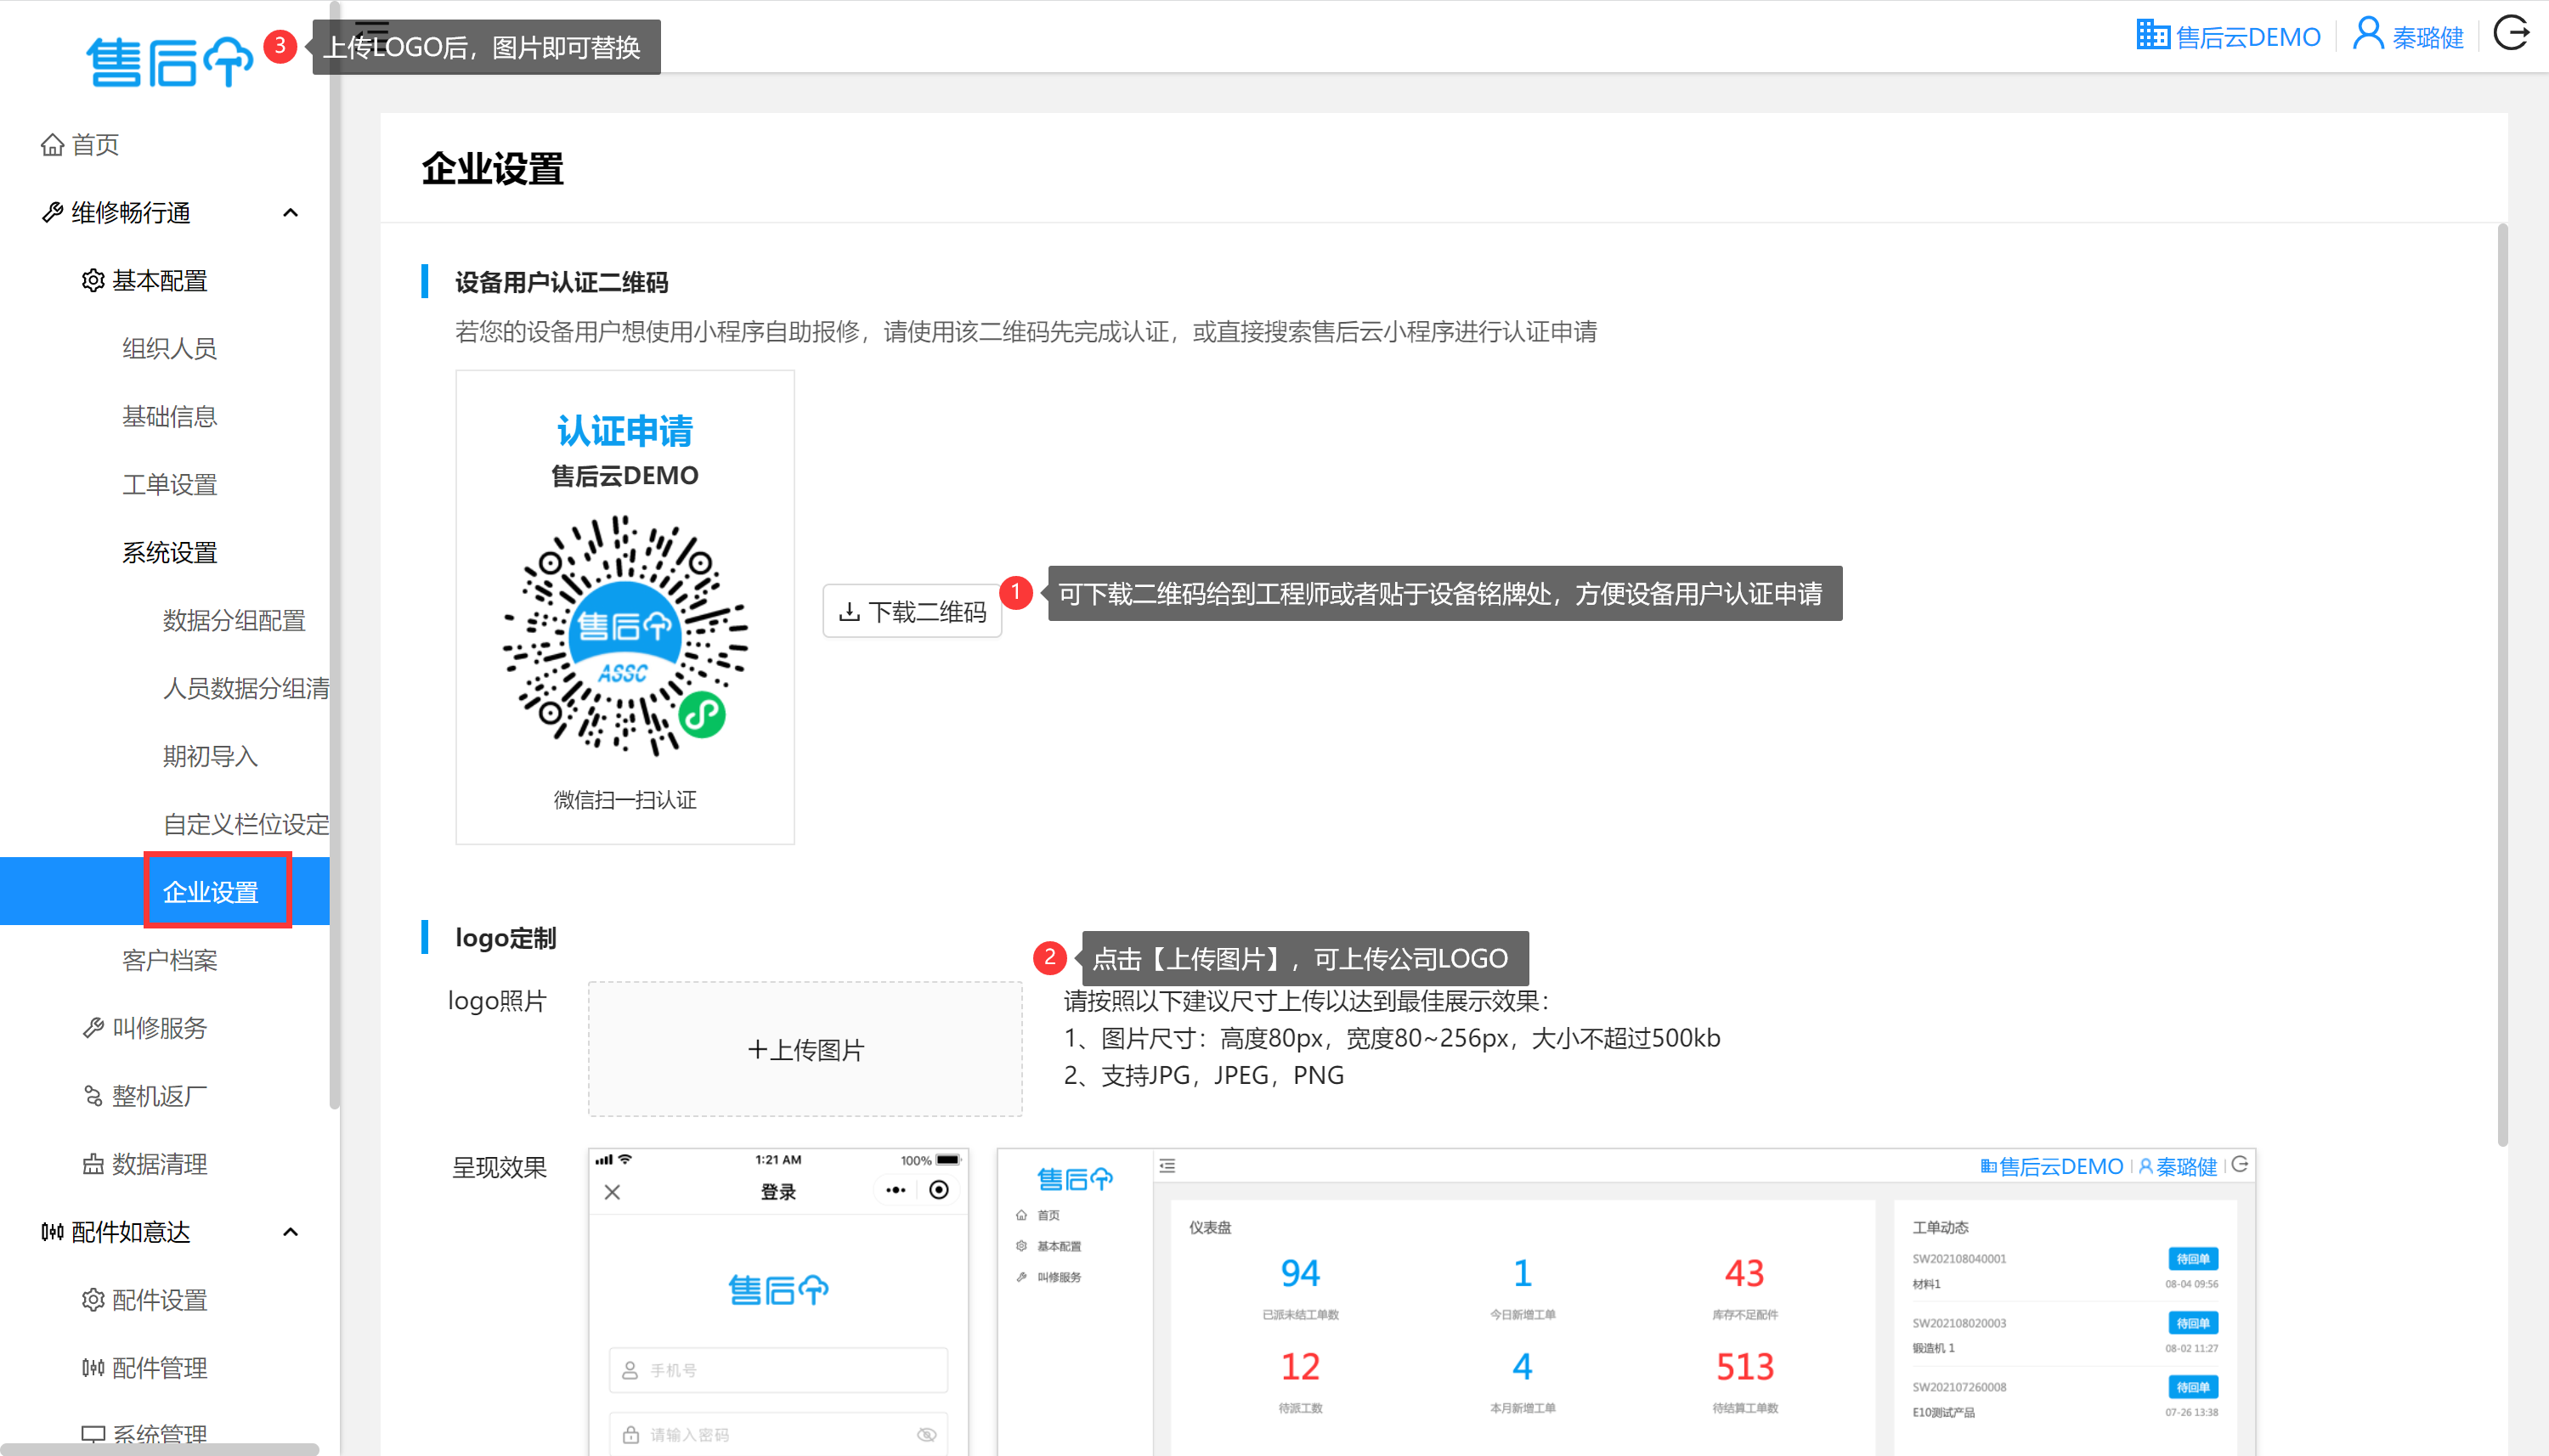 售后
3
上传LOGO后，图片即可替换
售后云DEMO
秦璐健
首页
维修畅行通
基本配置
组织人员
基础信息
工单设置
系统设置
数据分组配置
人员数据分组清
期初导入
自定义栏位设定
企业设置
客户档案
叫修服务
整机返厂
数据清理
配件如意达
配件设置
配件管理
系统管理
企业设置
设备用户认证二维码
若您的设备用户想使用小程序自助报修，请使用该二维码先完成认证，或直接搜索售后云小程序进行认证申请
认证申请
售后云DEMO
售后
ASSC
微信扫一扫认证
下载二维码
1
可下载二维码给到工程师或者贴于设备铭牌处，方便设备用户认证申请
logo定制
2
点击【上传图片】，可上传公司LOGO
logo照片
+上传图片
请按照以下建议尺寸上传以达到最佳展示效果：
1、图片尺寸：高度80px，宽度80~256px，大小不超过500kb
2、支持JPG，JPEG，PNG
呈现效果
1:21 AM
100%
登录
售后
手机号
请输入密码
售后
首页
基本配置
叫修服务
售后云DEMO
秦璐健
仪表盘
94
1
43
已派未结工单数
今日新增工单
库存不足配件
12
4
513
待派工数
本月新增工单
待结算工单数
工单动态
SW202108040001
待回单
材料1
08-04 09:56
SW202108020003
待回单
锻造机 1
08-02 11:27
SW202107260008
待回单
E10测试产品
07-26 13:38